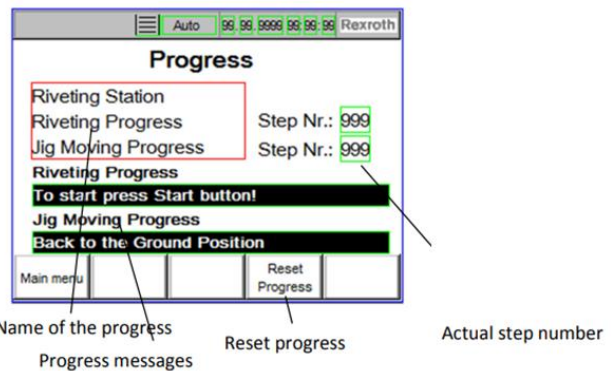 Auto 99. 99. 9999 99: 99: 99 Rexroth
Progress
Riveting Station
Riveting Progress Step Nr.: 999
Jig Moving Progress Step Nr.: 999
Riveting Progress
To start press Start button!
Jig Moving Progress
Back to the Ground Position
Main menu Reset Progress
Name of the progress
Reset progress
Actual step number
Progress messages